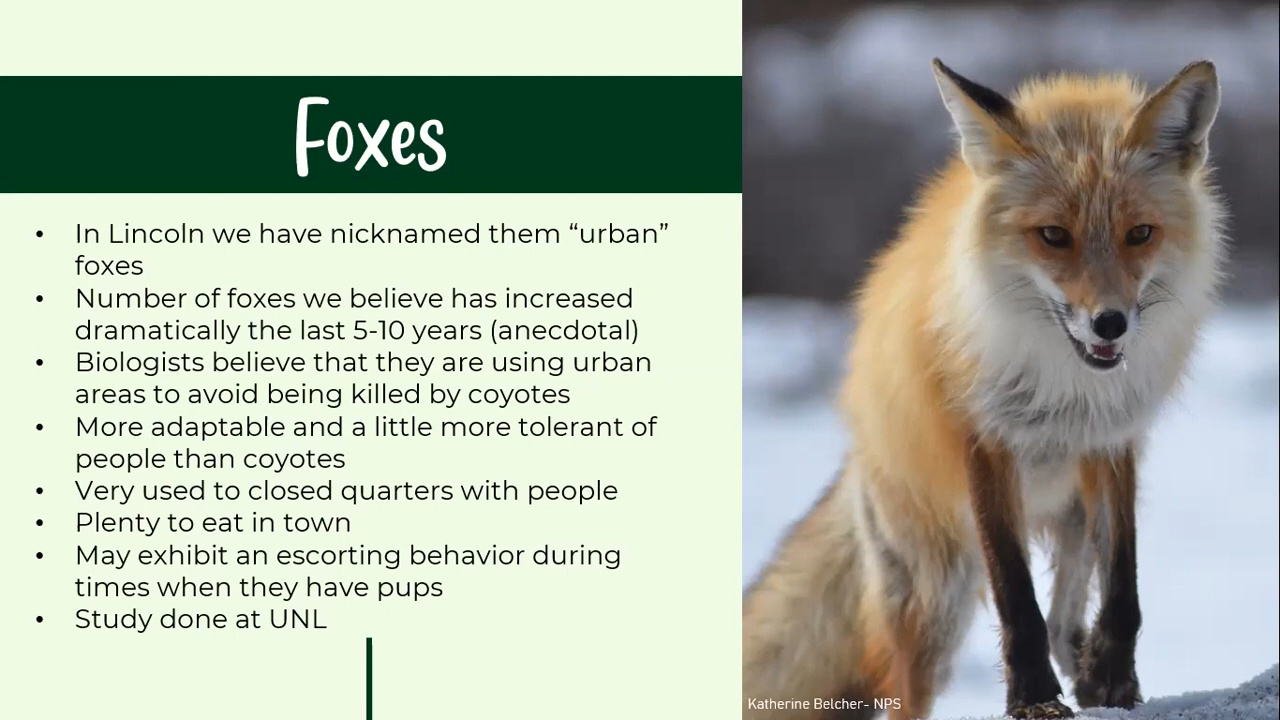 Foxes
• In Lincoln we have nicknamed them “urban”
foxes
• Number of foxes we believe has increased
dramatically the last 5-10 years (anecdotal)
• Biologists believe that they are using urban
areas to avoid being killed by coyotes
• More adaptable and a little more tolerant of
people than coyotes
• Very used to closed quarters with people
• Plenty to eat in town
• May exhibit an escorting behavior during
times when they have pups
• Study done at UNL
Katherine Belcher- NPS